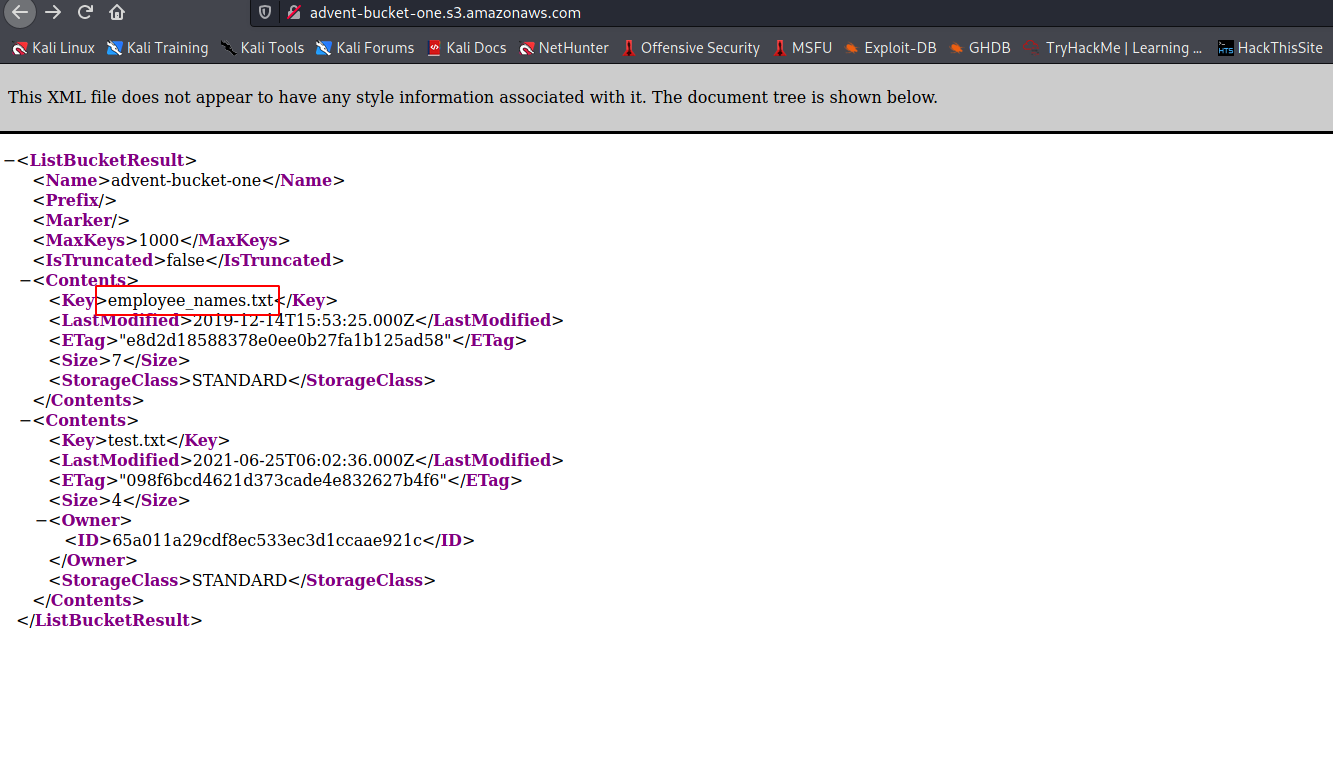 advent-bucket-one.s3.amazonaws.com
Kali Linux Kali Training Kali Tools Kali Forums Kali Docs NetHunter Offensive Security MSFU Exploit-DB GHDB TryHackMe | Learning ... HTS HackThisSite
This XML file does not appear to have any style information associated with it. The document tree is shown below.
−<ListBucketResult>
<Name>advent-bucket-one</Name>
<Prefix/>
<Marker/>
<MaxKeys>1000</MaxKeys>
<IsTruncated>false</IsTruncated>
−<Contents>
<Key>employee_names.txt</Key>
<LastModified>2019-12-14T15:53:25.000Z</LastModified>
<ETag>"e8d2d18588378e0ee0b27fa1b125ad58"</ETag>
<Size>7</Size>
<StorageClass>STANDARD</StorageClass>
</Contents>
−<Contents>
<Key>test.txt</Key>
<LastModified>2021-06-25T06:02:36.000Z</LastModified>
<ETag>"098f6bcd4621d373cade4e832627b4f6"</ETag>
<Size>4</Size>
−<Owner>
<ID>65a011a29cdf8ec533ec3d1ccaae921c</ID>
</Owner>
<StorageClass>STANDARD</StorageClass>
</Contents>
</ListBucketResult>